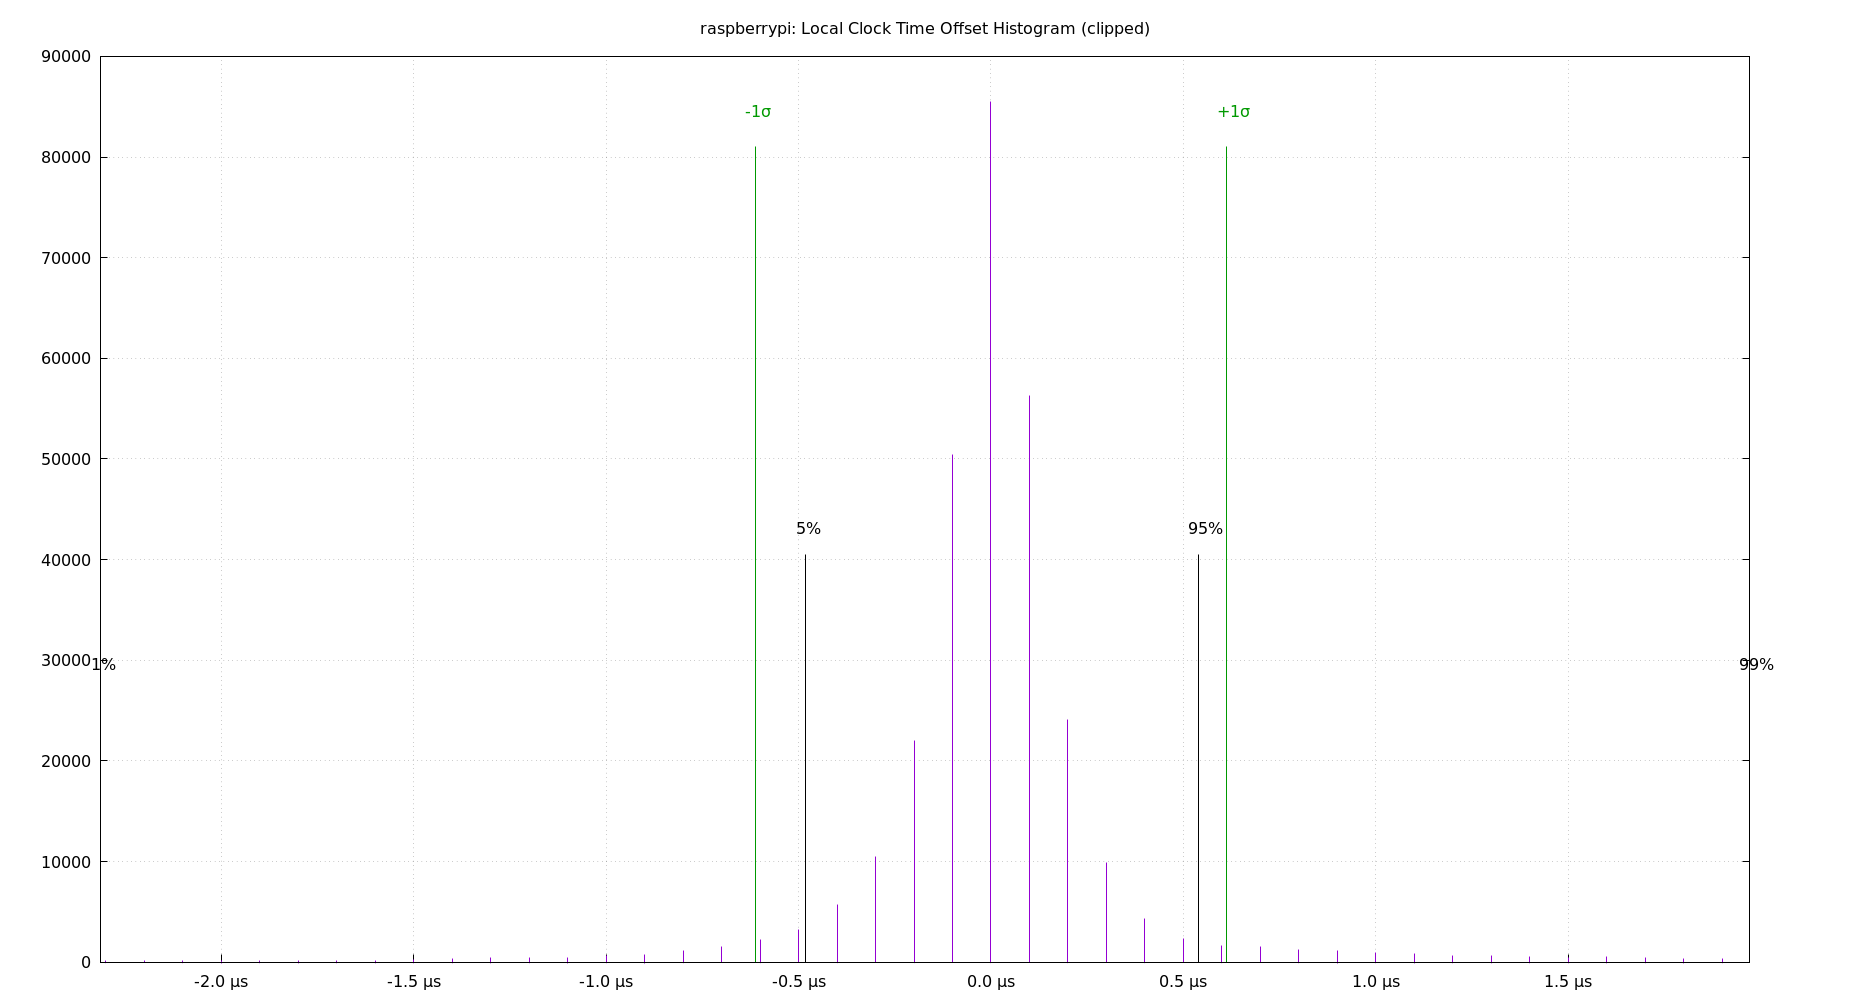 raspberrypi: Local Clock Time Offset Histogram (clipped)
90000
-1σ
+1σ
80000
70000
60000
50000
5%
95%
40000
30000
1%
99%
20000
10000
0
-2.0 µs
-1.5 µs
-1.0 µs
-0.5 µs
0.0 µs
0.5 µs
1.0 µs
1.5 µs